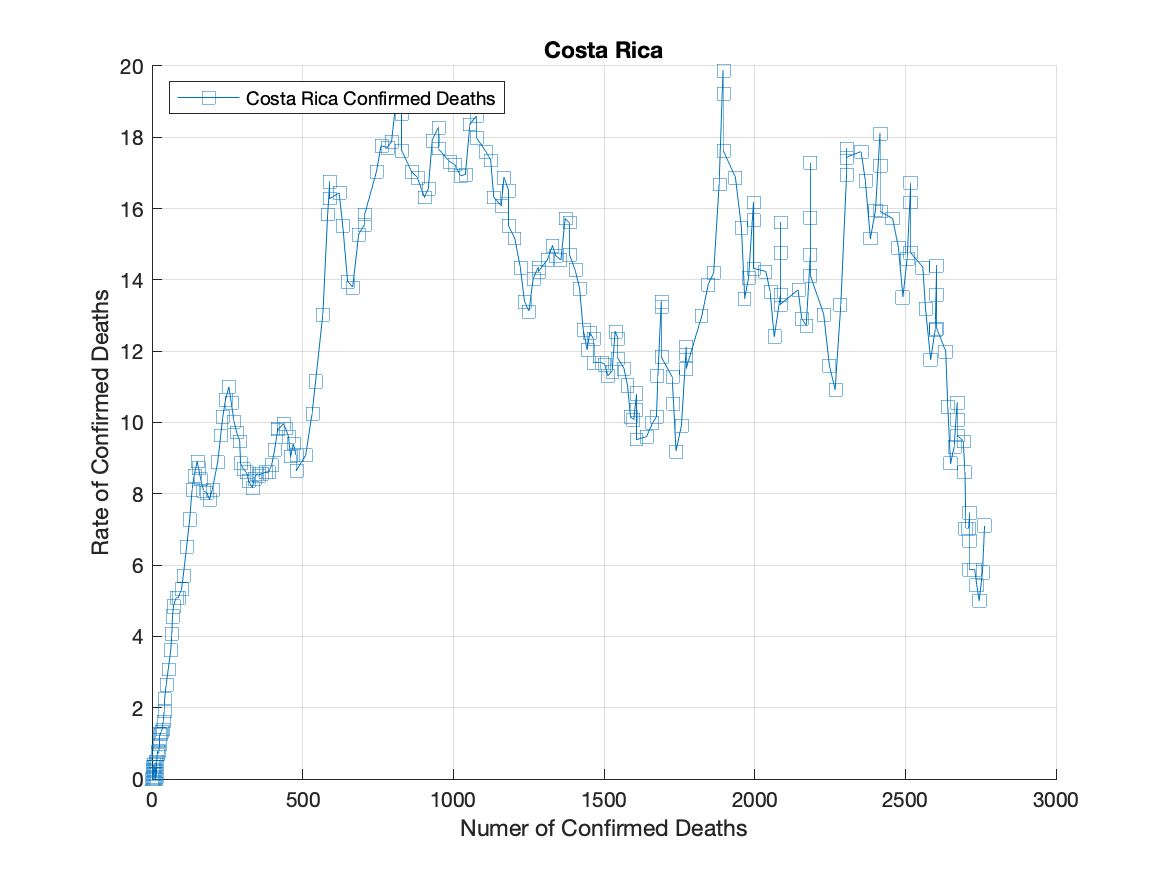 Costa Rica
Costa Rica Confirmed Deaths
20
18
16
14
12
10
8
6
4
2
0
Rate of Confirmed Deaths
0 500 1000 1500 2000 2500 3000
Numer of Confirmed Deaths